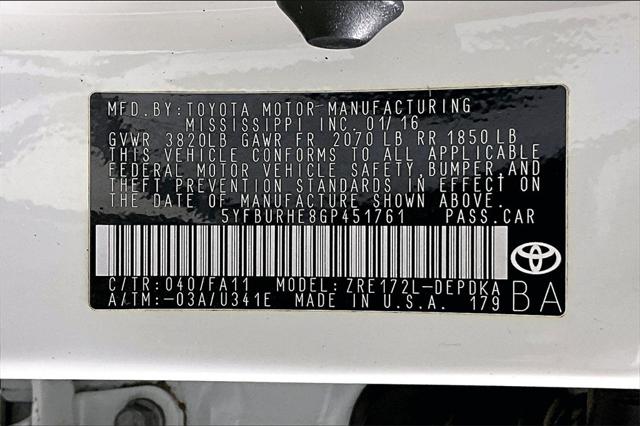 MFD.BY:TOYOTA MOTOR MANUFACTURING
MISSISSIPPI INC. 01/16
GVWR 3820LB GAWR FR 2070 LB RR 1850 LB
THIS VEHICLE CONFORMS TO ALL APPLICABLE
FEDERAL MOTOR VEHICLE SAFETY, BUMPER AND
THEFT PREVENTION STANDARDS IN EFFECT ON
THE DATE OF MANUFACTURE SHOWN ABOVE.
5YFBURHE8GP451761 PASS.CAR
C/TR:040/FA11 MODEL: ZRE172L-DEPDKA
A/TM:-03A/U341E MADE IN U.S.A. 179 BA